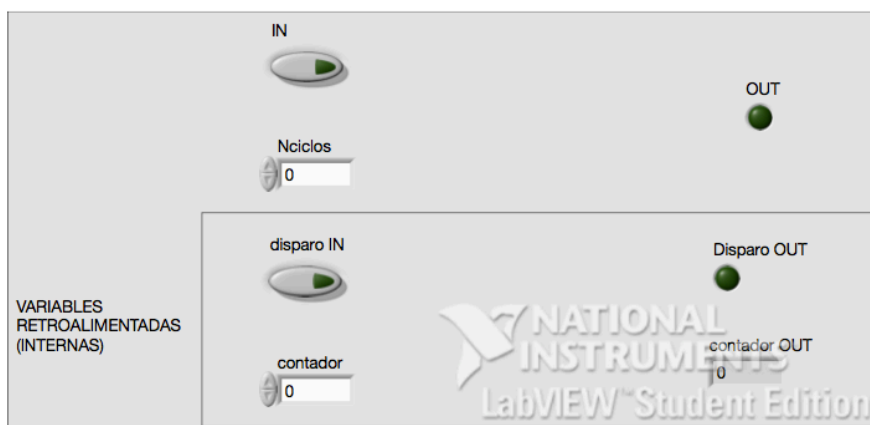 IN
OUT
Nciclos
0
disparo IN
Disparo OUT
VARIABLES
RETROALIMENTADAS
(INTERNAS)
contador
0
contador OUT
0
NATIONAL
INSTRUMENTS
LabVIEW™ Student Edition